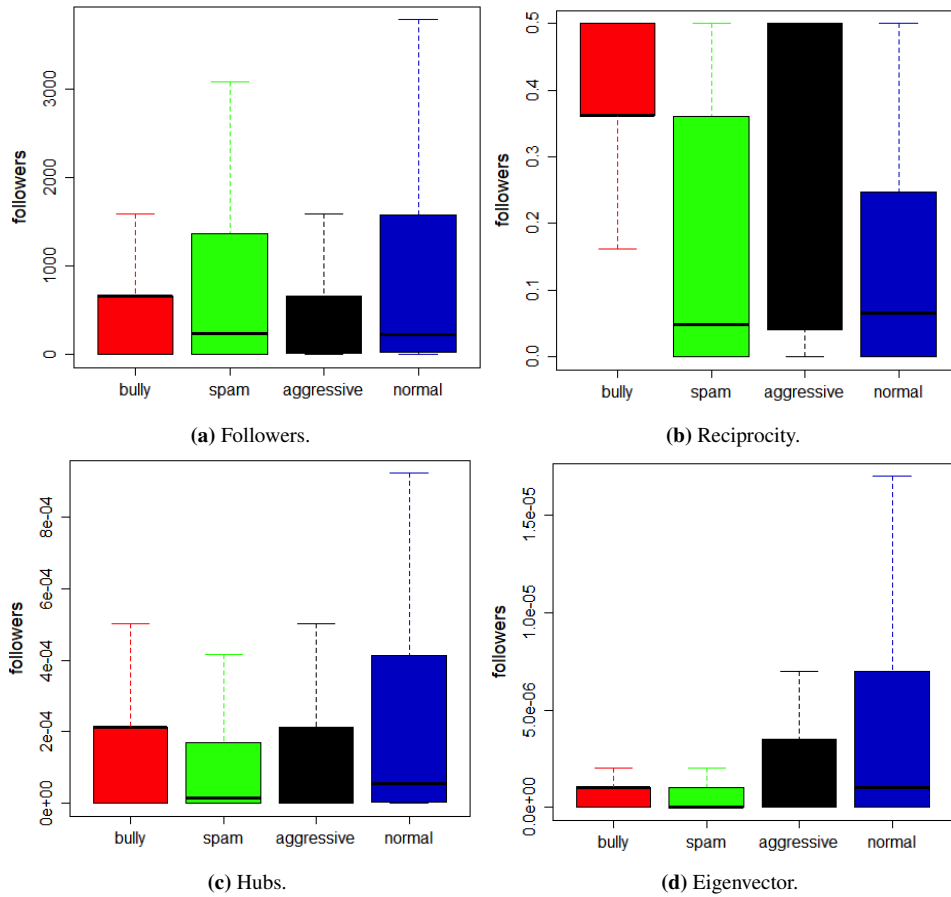 followers
3000
2000
1000
0
bully spam aggressive normal
(a) Followers.
followers
0.5
0.4
0.3
0.2
0.1
0.0
bully spam aggressive normal
(b) Reciprocity.
followers
8e-04
6e-04
4e-04
2e-04
0e+00
bully spam aggressive normal
(c) Hubs.
followers
1.5e-05
1.0e-05
5.0e-06
0.0e+00
bully spam aggressive normal
(d) Eigenvector.